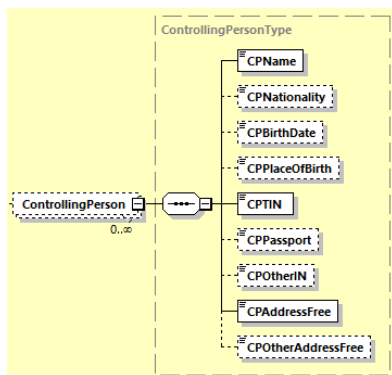 ControllingPersonType
CPName
CPNationality
CPBirthDate
CPPlaceOfBirth
ControllingPerson
0..∞
CPTIN
CPPassport
CPOtherIN
CPAddressFree
CPOtherAddressFree